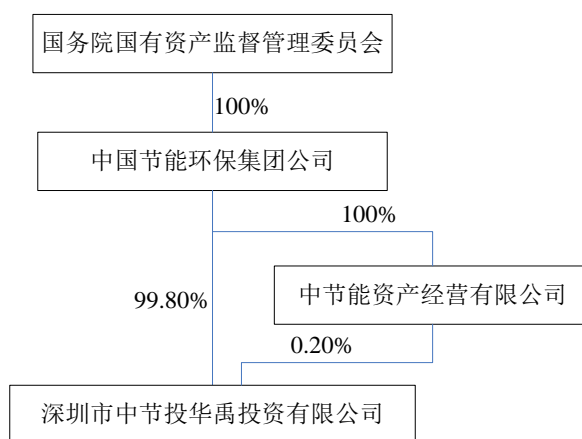 国务院国有资产监督管理委员会
100%
中国节能环保集团公司
100%
中节能资产经营有限公司
99.80%
0.20%
深圳市中节投华禹投资有限公司